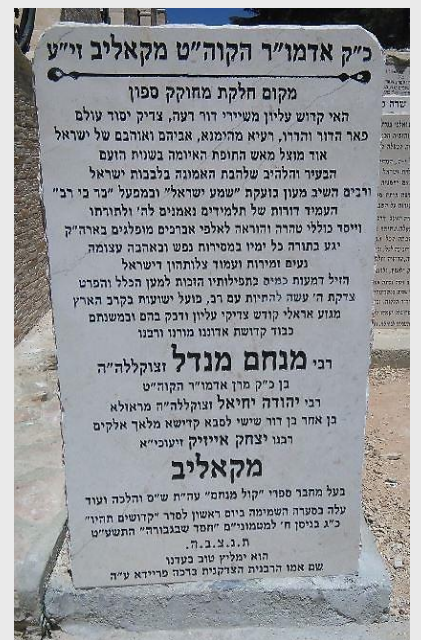 כ״ק אדמו״ר הקוה״ט מקאליב זי״ע
מקום חלקת מחוקק ספון
האי קדוש עליון משיירי דור דעה, צדיק יסוד עולם
פאר הדור והדרו, רעיא מהימנא, אביהם ואוהבם של ישראל
אוד מוצל מאש התופת האיומה בשנות הזעם
הבעיר והלהיב שלהבת האמונה בלבבות ישראל
ורבים השיב מעון בזעקת ״שמע ישראל״ ובמפעל ״בר בי רב״
העמיד דורות של תלמידים נאמנים לה׳ ולתורתו
וייסד כוללי טהרה והוראה לאלפי אברכים מופלגים בארה״ק
יגע בתורה כל ימיו במסירות נפש ובאהבה עצומה
נעים זמירות ועמוד צלותהון דישראל
הזיל דמעות כמים בתפילותיו הזכות למען הכלל והפרט
צדקת ה׳ עשה להחיות עם רב, פועל ישועות בקרב הארץ
מגזע אראלי קודש צדיקי עליון ודבק בהם ובמשנתם
כבוד קדושת אדוננו מורנו ורבנו
רבי מנחם מנדל זצוקללה״ה
בן כ״ק מרן אדמו״ר הקוה״ט
רבי יהודה יחיאל זצוקללה״ה מראזלא
בן אחר בן דור שישי לסבא קדישא מלאך אלקים
רבנו יצחק אייזיק זיעוכי״א
מקאליב
בעל מחבר ספרי ״קול מנחם״ עה״ת ש״ס והלכה ועוד
עלה בסערה השמימה ביום ראשון לסדר ״קדושים תהיו״
כ״ג בניסן ח׳ למטמוני״ם ״חסד שבגבורה״ התשע״ט
ת.נ.צ.ב.ה.
הוא ימליץ טוב בעדנו
שם אמו הרבנית הצדקנית ברכה פריידא ע״ה